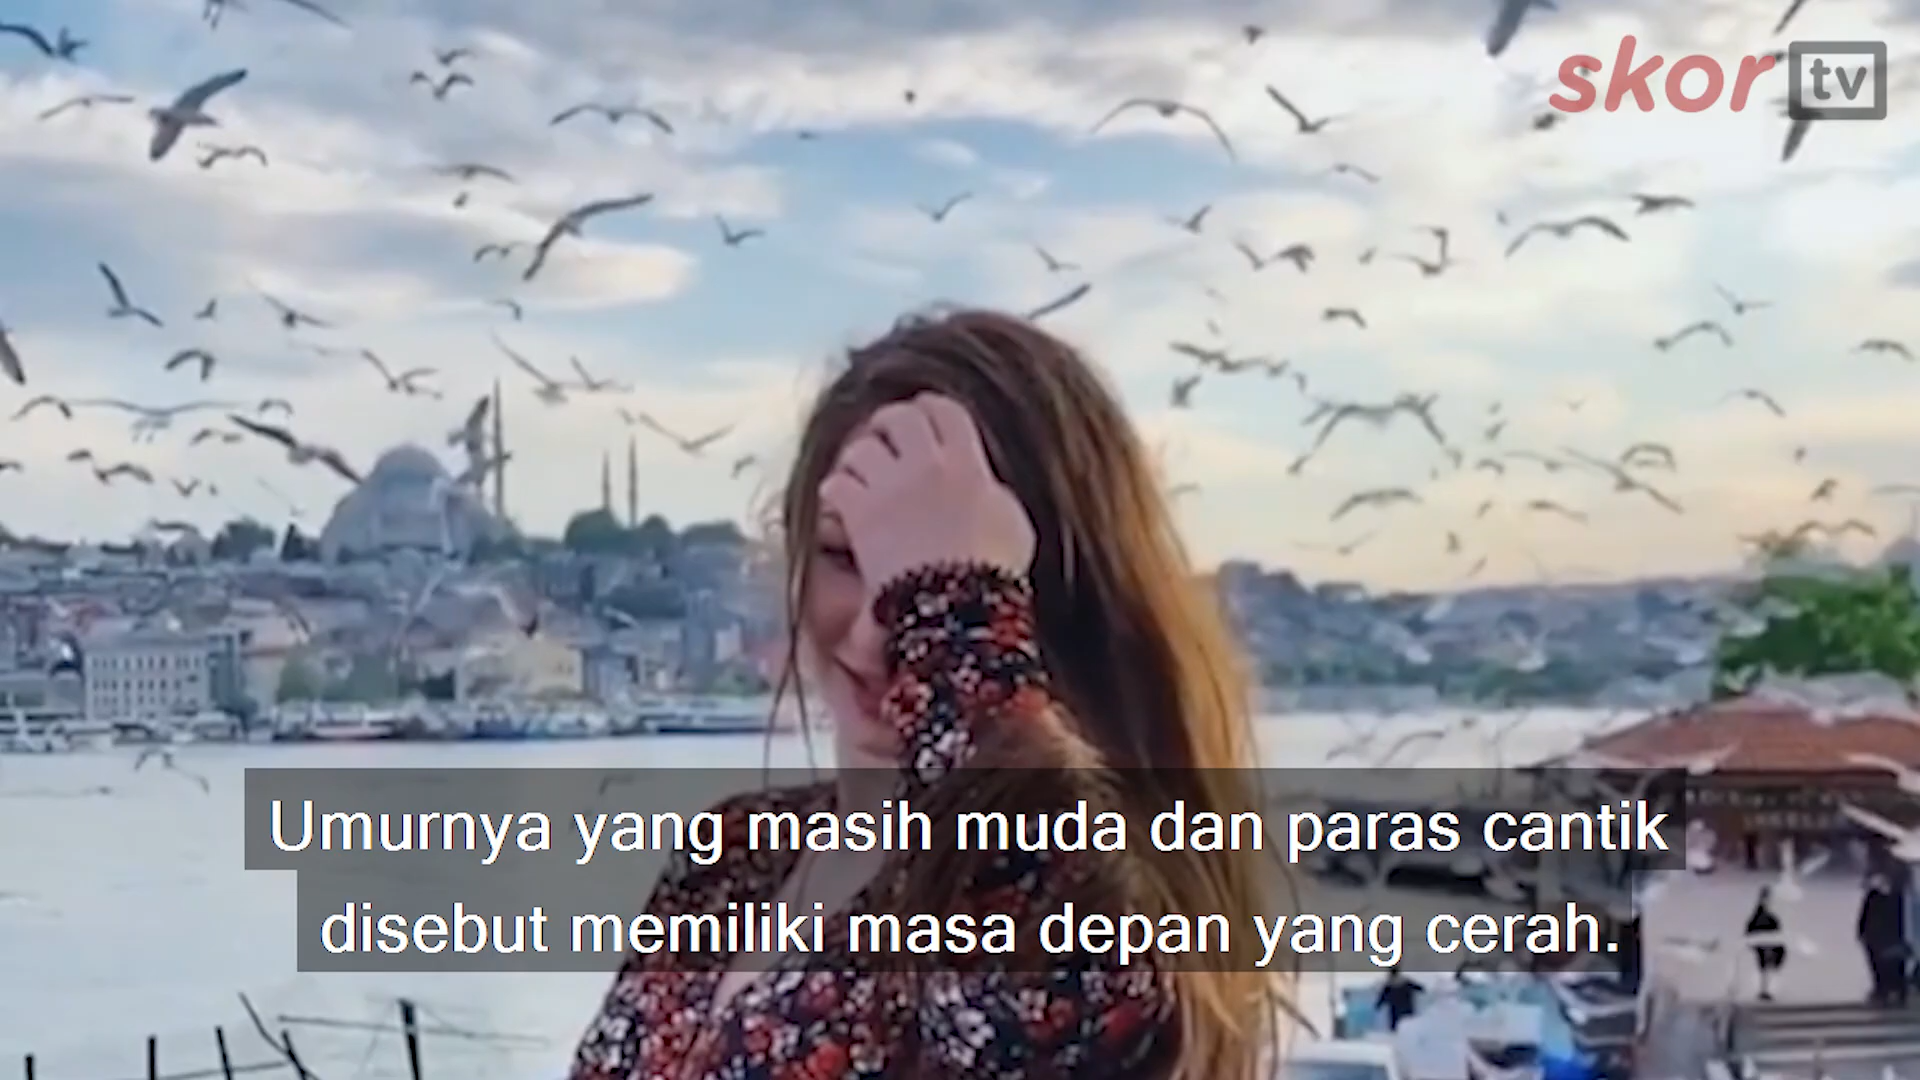 skor tv
Umurnya yang masih muda dan paras cantik
disebut memiliki masa depan yang cerah.